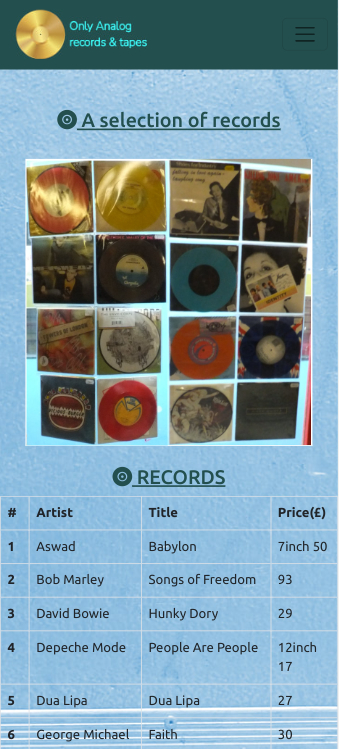 Only Analog
records & tapes
A selection of records
RECORDS
# Artist Title Price(£)
1 Aswad Babylon 7inch 50
2 Bob Marley Songs of Freedom 93
3 David Bowie Hunky Dory 29
4 Depeche Mode People Are People 12inch
17
5 Dua Lipa Dua Lipa 27
6 George Michael Faith 30